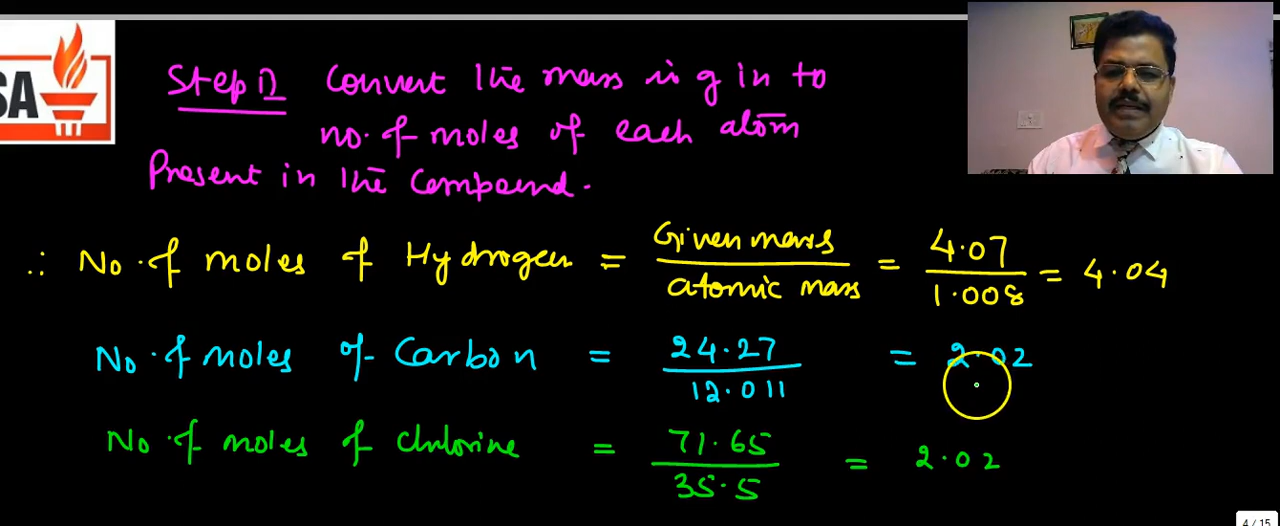 SA
Step II Convert the mass in g in to
no. of moles of each atom
Present in the Compound.
∴ No. of moles of Hydrogen = Given mass / atomic mass = 4.07 / 1.008 = 4.04
No. of moles of Carbon = 24.27 / 12.011 = 2.02
No. of moles of Chlorine = 71.65 / 35.5 = 2.02
4 / 15